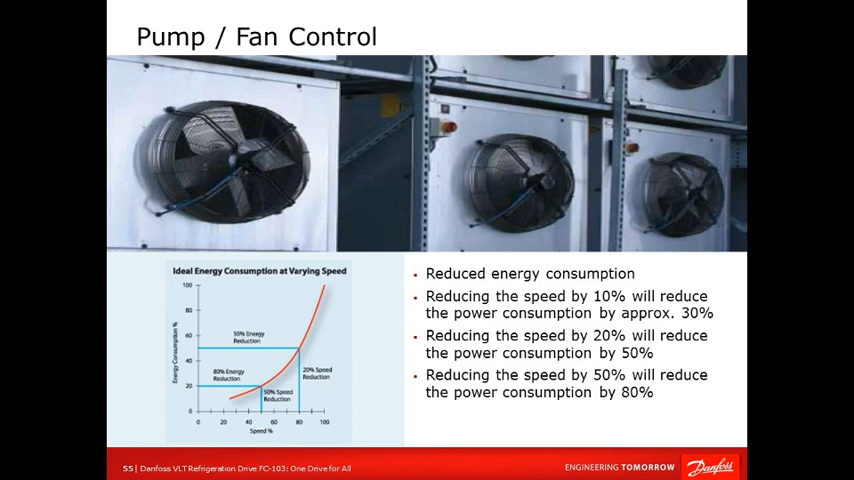 Pump / Fan Control
Ideal Energy Consumption at Varying Speed
100
80
60
40
20
0
Energy Consumption %
50% Energy
Reduction
80% Energy
Reduction
20% Speed
Reduction
50% Speed
Reduction
0 20 40 60 80 100
Speed %
Reduced energy consumption
Reducing the speed by 10% will reduce
the power consumption by approx. 30%
Reducing the speed by 20% will reduce
the power consumption by 50%
Reducing the speed by 50% will reduce
the power consumption by 80%
55 | Danfoss VLT Refrigeration Drive FC-103: One Drive for All
ENGINEERING TOMORROW
Danfoss